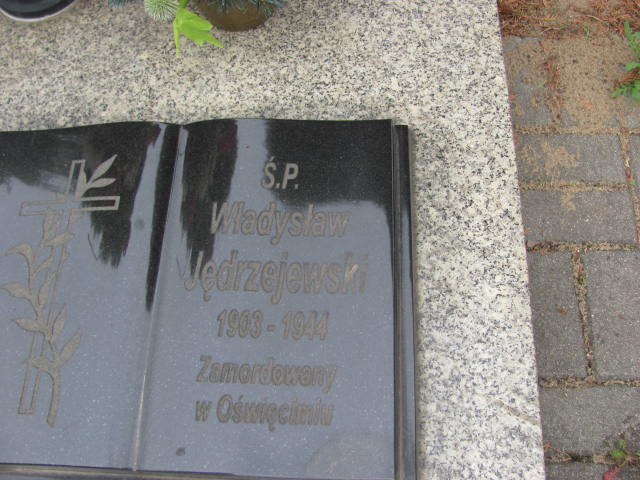 Ś.P.
Władysław
Jędrzejewski
1903 - 1944
Zamordowany
w Oświęcimiu